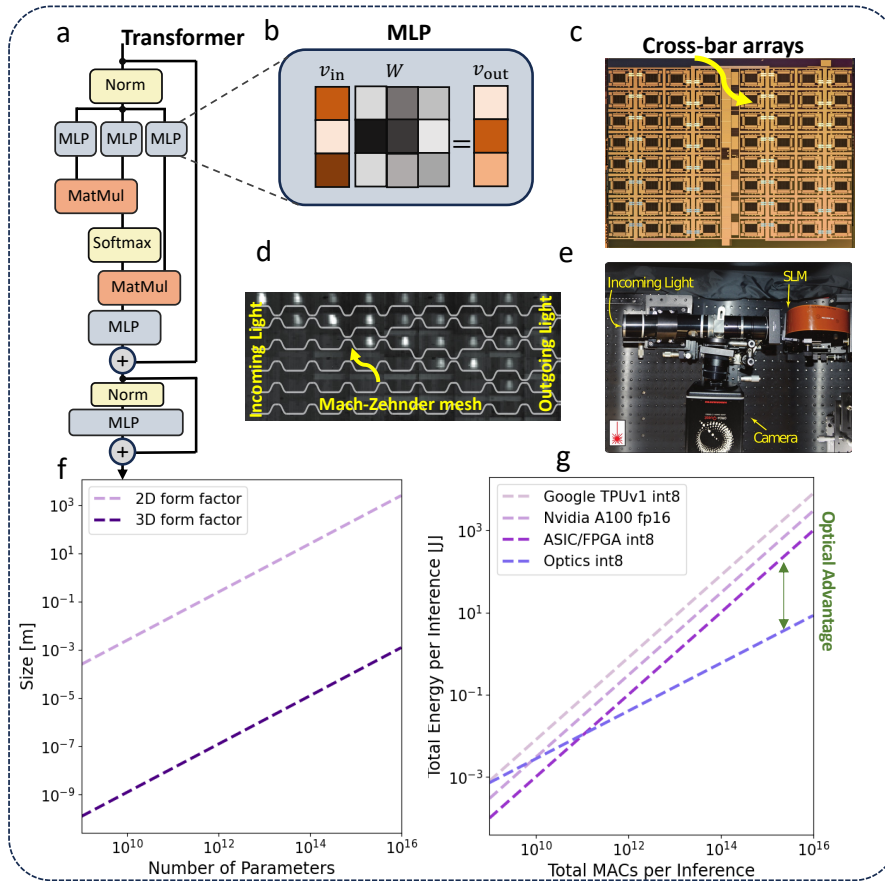 a
Transformer
Norm
MLP
MLP
MLP
MatMul
Softmax
MatMul
MLP
+
Norm
MLP
+
b
MLP
v_in
W
v_out
=
c
Cross-bar arrays
d
Incoming Light
Mach-Zehnder mesh
Outgoing Light
e
Incoming Light
SLM
Camera
f
2D form factor
3D form factor
Size [m]
10^3
10^1
10^−1
10^−3
10^−5
10^−7
10^−9
10^10
10^12
10^14
10^16
Number of Parameters
g
Google TPUv1 int8
Nvidia A100 fp16
ASIC/FPGA int8
Optics int8
Optical Advantage
Total Energy per Inference [J]
10^3
10^1
10^−1
10^−3
10^10
10^12
10^14
10^16
Total MACs per Inference